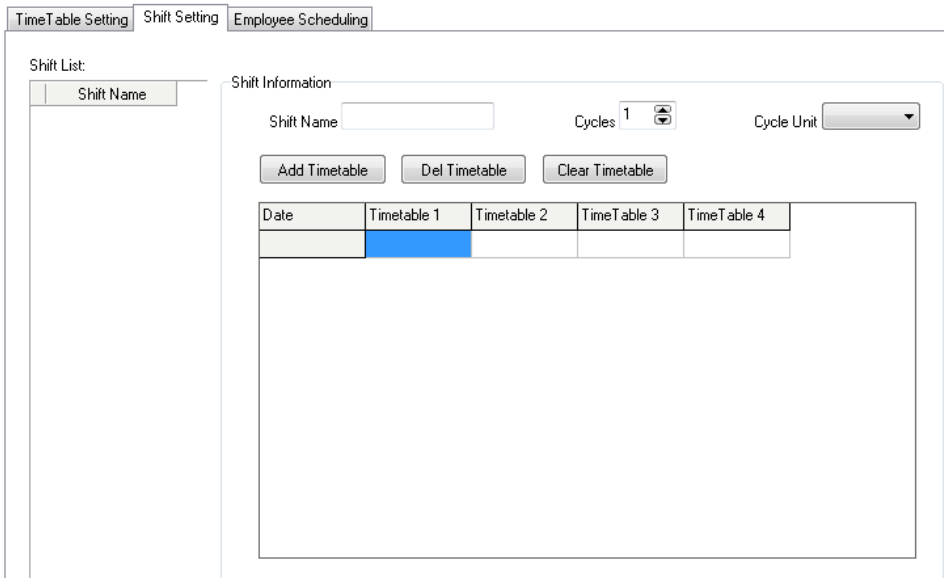 TimeTable Setting Shift Setting Employee Scheduling
Shift List:
Shift Name
Shift Information
Shift Name Cycles 1 Cycle Unit
Add Timetable Del Timetable Clear Timetable
Date Timetable 1 Timetable 2 TimeTable 3 TimeTable 4